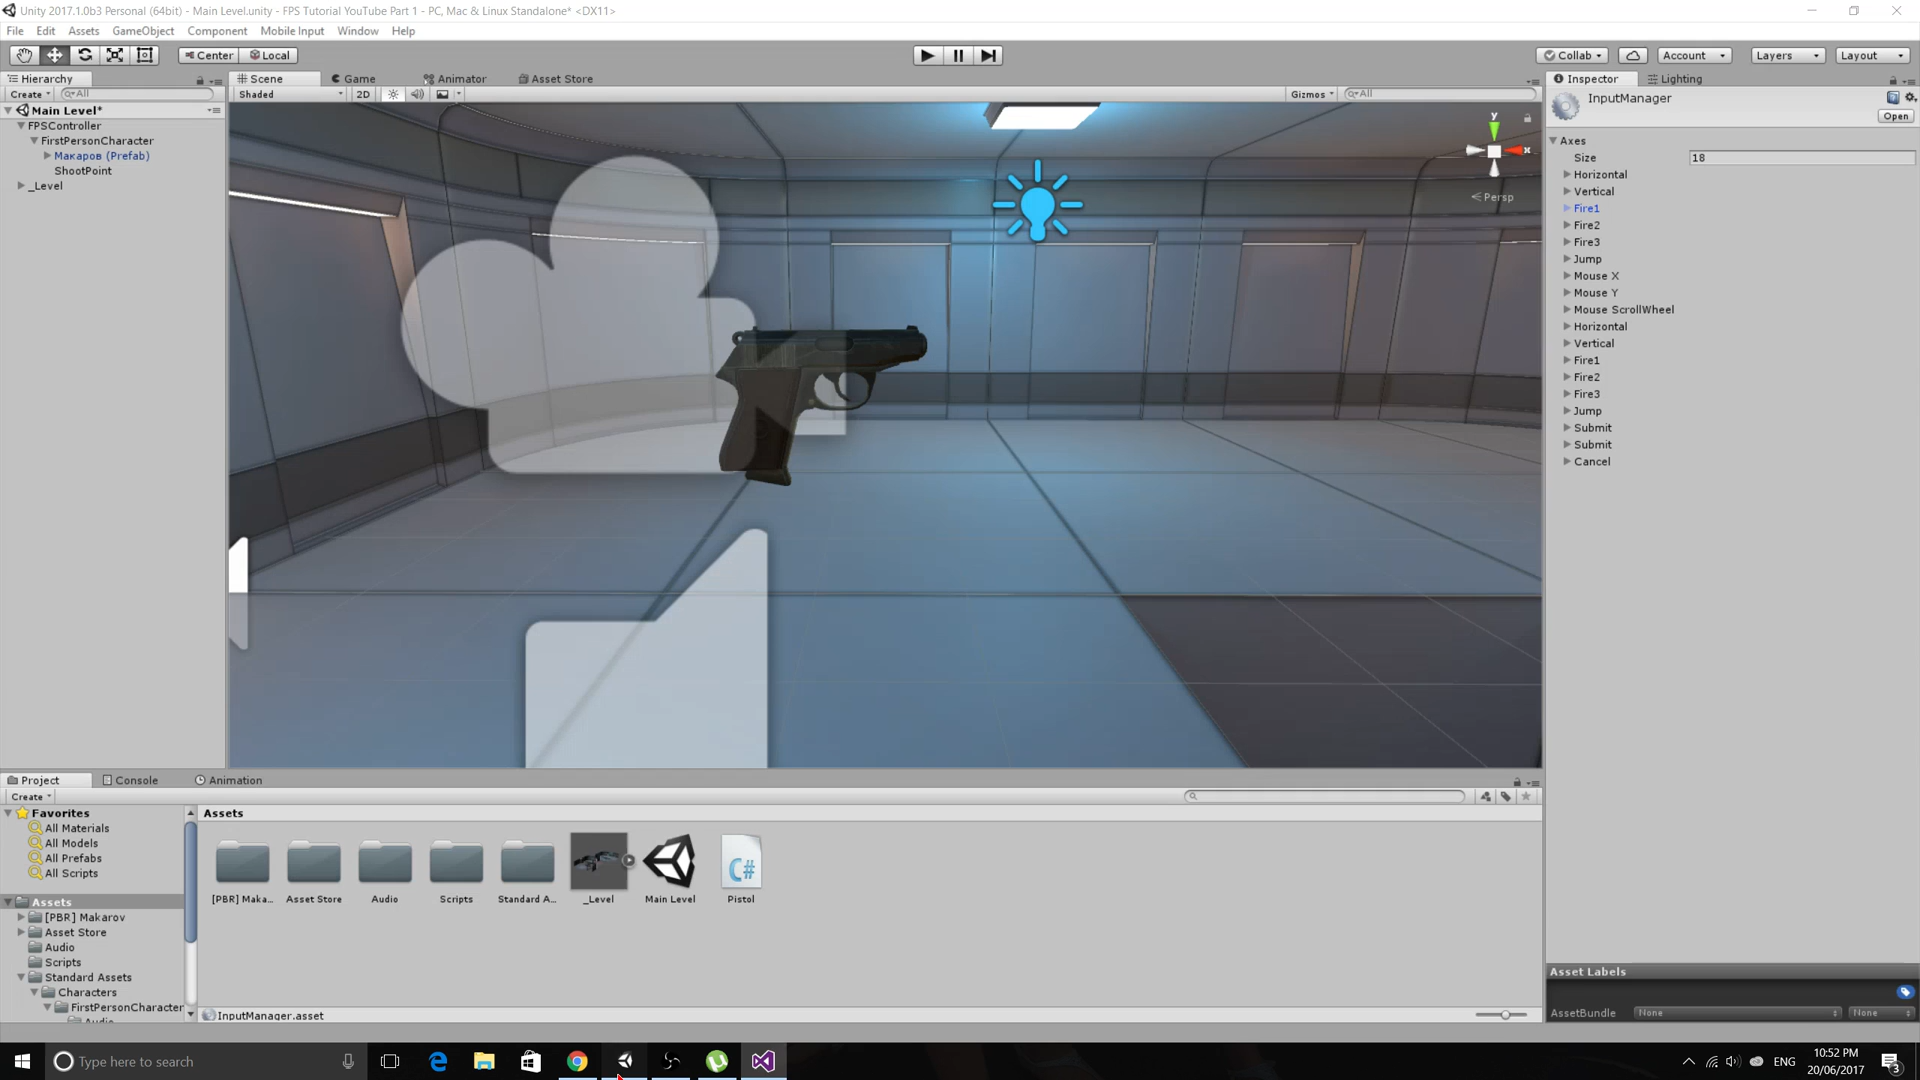 Unity 2017.1.0b3 Personal (64bit) - Main Level.unity - FPS Tutorial YouTube Part 1 - PC, Mac & Linux Standalone* <DX11>
File Edit Assets GameObject Component Mobile Input Window Help
Center Local Collab Account Layers Layout
Hierarchy Scene Game Animator Asset Store Inspector Lighting
Create All Shaded 2D Gizmos All
InputManager
Open
Main Level*
FPSController
FirstPersonCharacter
Макаров (Prefab)
ShootPoint
_Level
y
x
Persp
Axes
Size 18
Horizontal
Vertical
Fire1
Fire2
Fire3
Jump
Mouse X
Mouse Y
Mouse ScrollWheel
Horizontal
Vertical
Fire1
Fire2
Fire3
Jump
Submit
Submit
Cancel
Project Console Animation
Create
Favorites
All Materials
All Models
All Prefabs
All Scripts
Assets
[PBR] Makarov
Asset Store
Audio
Scripts
Standard Assets
Characters
FirstPersonCharacter
Audio
Assets
C#
[PBR] Maka... Asset Store Audio Scripts Standard A... _Level Main Level Pistol
InputManager.asset
Asset Labels
AssetBundle None None
Type here to search
ENG
10:52 PM
20/06/2017
3